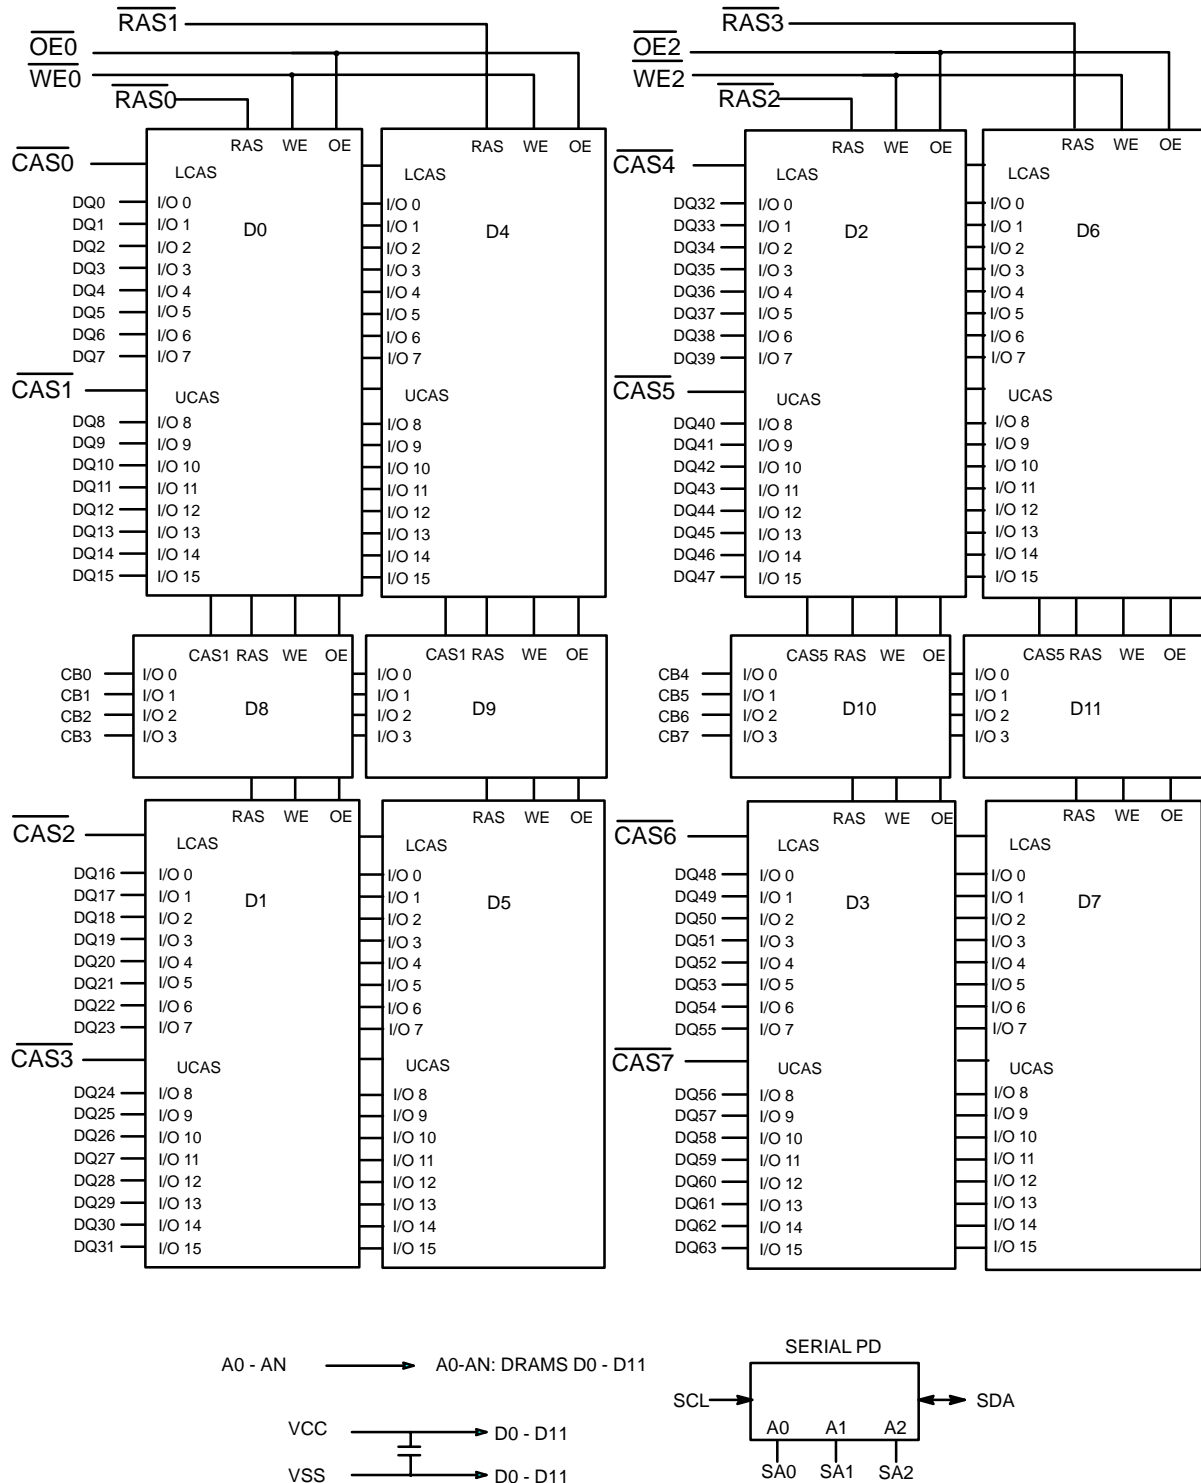 RAS1 RAS3
OE0 OE2
WE0 WE2
RAS0 RAS2
RAS WE OE RAS WE OE RAS WE OE RAS WE OE
CAS0 CAS4
LCAS LCAS LCAS LCAS
DQ0 I/O 0 I/O 0 DQ32 I/O 0 I/O 0
DQ1 I/O 1 I/O 1 DQ33 I/O 1 I/O 1
D0 D4 D2 D6
DQ2 I/O 2 I/O 2 DQ34 I/O 2 I/O 2
DQ3 I/O 3 I/O 3 DQ35 I/O 3 I/O 3
DQ4 I/O 4 I/O 4 DQ36 I/O 4 I/O 4
DQ5 I/O 5 I/O 5 DQ37 I/O 5 I/O 5
DQ6 I/O 6 I/O 6 DQ38 I/O 6 I/O 6
DQ7 I/O 7 I/O 7 DQ39 I/O 7 I/O 7
CAS1 CAS5
UCAS UCAS UCAS UCAS
DQ8 I/O 8 I/O 8 DQ40 I/O 8 I/O 8
DQ9 I/O 9 I/O 9 DQ41 I/O 9 I/O 9
DQ10 I/O 10 I/O 10 DQ42 I/O 10 I/O 10
DQ11 I/O 11 I/O 11 DQ43 I/O 11 I/O 11
DQ12 I/O 12 I/O 12 DQ44 I/O 12 I/O 12
DQ13 I/O 13 I/O 13 DQ45 I/O 13 I/O 13
DQ14 I/O 14 I/O 14 DQ46 I/O 14 I/O 14
DQ15 I/O 15 I/O 15 DQ47 I/O 15 I/O 15
CAS1 RAS WE OE CAS1 RAS WE OE CAS5 RAS WE OE CAS5 RAS WE OE
CB0 I/O 0 I/O 0 CB4 I/O 0 I/O 0
CB1 I/O 1 I/O 1 CB5 I/O 1 I/O 1
D8 D9 D10 D11
CB2 I/O 2 I/O 2 CB6 I/O 2 I/O 2
CB3 I/O 3 I/O 3 CB7 I/O 3 I/O 3
RAS WE OE RAS WE OE RAS WE OE RAS WE OE
CAS2 CAS6
LCAS LCAS LCAS LCAS
DQ16 I/O 0 I/O 0 DQ48 I/O 0 I/O 0
DQ17 I/O 1 I/O 1 DQ49 I/O 1 I/O 1
D1 D5 D3 D7
DQ18 I/O 2 I/O 2 DQ50 I/O 2 I/O 2
DQ19 I/O 3 I/O 3 DQ51 I/O 3 I/O 3
DQ20 I/O 4 I/O 4 DQ52 I/O 4 I/O 4
DQ21 I/O 5 I/O 5 DQ53 I/O 5 I/O 5
DQ22 I/O 6 I/O 6 DQ54 I/O 6 I/O 6
DQ23 I/O 7 I/O 7 DQ55 I/O 7 I/O 7
CAS3 CAS7
UCAS UCAS UCAS UCAS
DQ24 I/O 8 I/O 8 DQ56 I/O 8 I/O 8
DQ25 I/O 9 I/O 9 DQ57 I/O 9 I/O 9
DQ26 I/O 10 I/O 10 DQ58 I/O 10 I/O 10
DQ27 I/O 11 I/O 11 DQ59 I/O 11 I/O 11
DQ28 I/O 12 I/O 12 DQ60 I/O 12 I/O 12
DQ29 I/O 13 I/O 13 DQ61 I/O 13 I/O 13
DQ30 I/O 14 I/O 14 DQ62 I/O 14 I/O 14
DQ31 I/O 15 I/O 15 DQ63 I/O 15 I/O 15
SERIAL PD
A0 - AN A0-AN: DRAMS D0 - D11
SCL SDA
VCC D0 - D11
A0 A1 A2
VSS D0 - D11
SA0 SA1 SA2